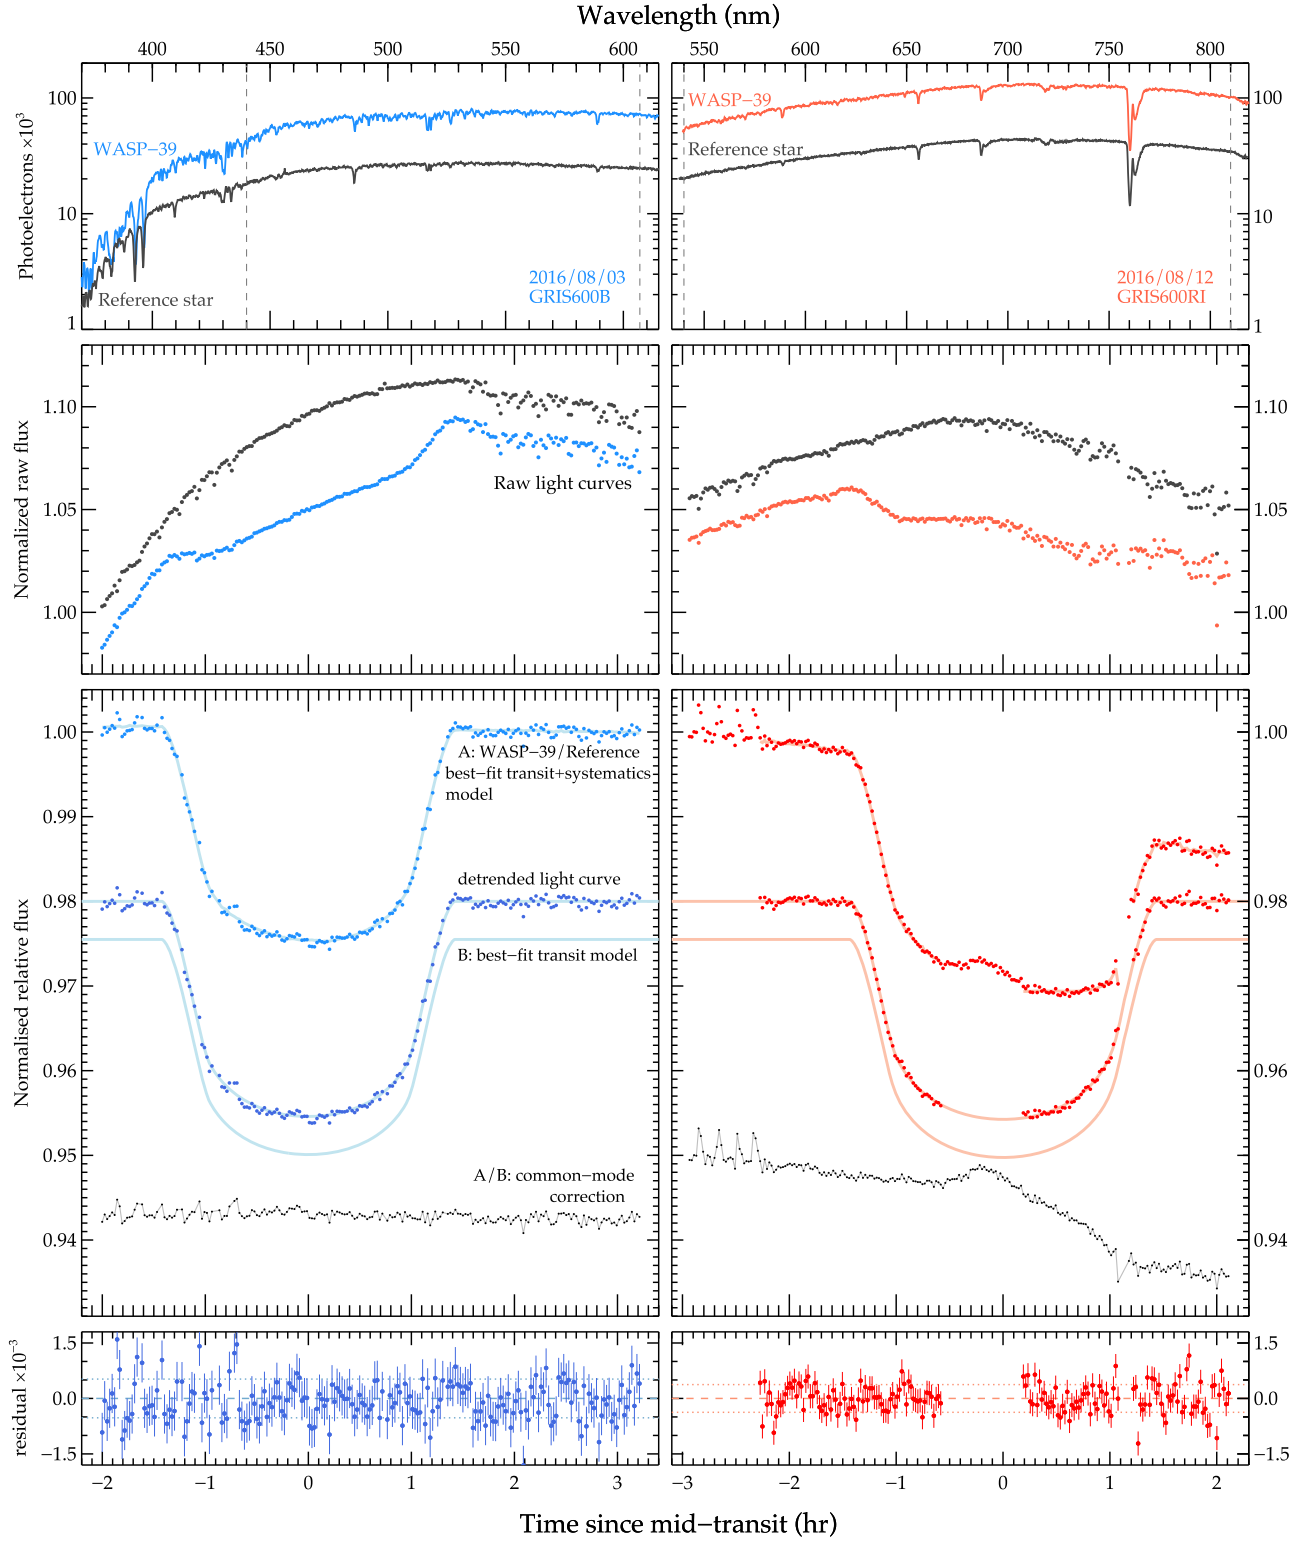 Wavelength (nm)
400 450 500 550 600
550 600 650 700 750 800
Photoelectrons ×10³
100
10
1
WASP−39
Reference star
2016/08/03
GRIS600B
WASP−39
Reference star
2016/08/12
GRIS600RI
100
10
1
Normalized raw flux
1.10
1.05
1.00
Raw light curves
1.10
1.05
1.00
Normalised relative flux
1.00
0.99
0.98
0.97
0.96
0.95
0.94
A: WASP−39/Reference
best−fit transit+systematics
model
detrended light curve
B: best−fit transit model
A/B: common−mode
correction
1.00
0.98
0.96
0.94
residual ×10⁻³
1.5
0.0
−1.5
1.5
0.0
−1.5
−2 −1 0 1 2 3
−3 −2 −1 0 1 2
Time since mid−transit (hr)